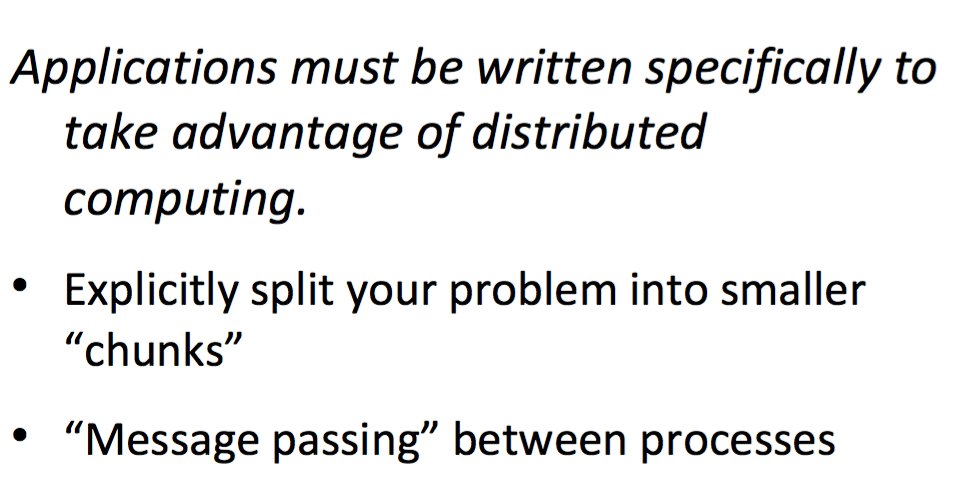 Applications must be written specifically to
take advantage of distributed
computing.
• Explicitly split your problem into smaller
“chunks”
• “Message passing” between processes